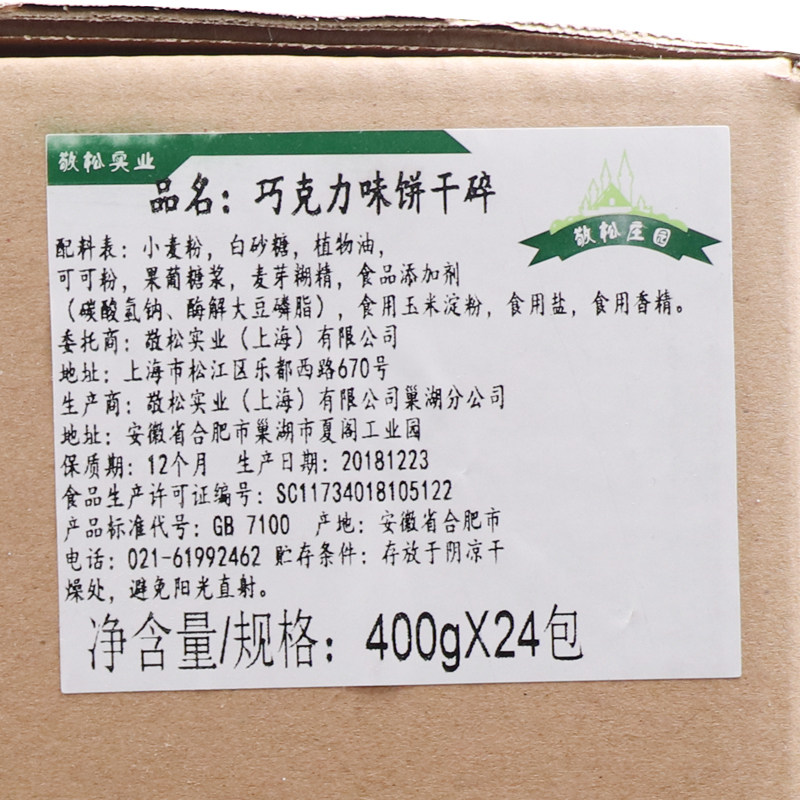 敬松实业
品名：巧克力味饼干碎
敬松庄园
配料表：小麦粉，白砂糖，植物油，
可可粉，果葡糖浆，麦芽糊精，食品添加剂
（碳酸氢钠、酶解大豆磷脂），食用玉米淀粉，食用盐，食用香精。
委托商：敬松实业（上海）有限公司
地址：上海市松江区乐都西路670号
生产商：敬松实业（上海）有限公司巢湖分公司
地址：安徽省合肥市巢湖市夏阁工业园
保质期：12个月 生产日期：20181223
食品生产许可证编号：SC11734018105122
产品标准代号：GB 7100 产地：安徽省合肥市
电话：021-61992462 贮存条件：存放于阴凉干
燥处，避免阳光直射。
净含量/规格：400gX24包